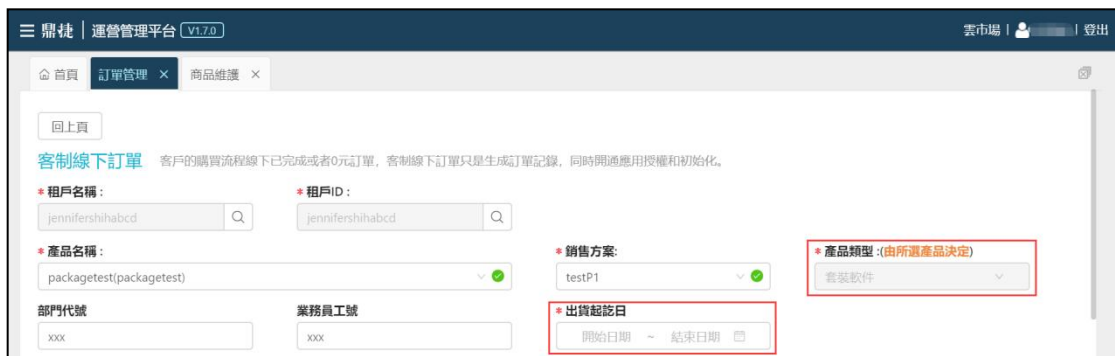 鼎捷 | 運營管理平台 V1.7.0 雲市場 | | 登出
首頁 訂單管理 × 商品維護 ×
回上頁
客制線下訂單 客戶的購買流程線下已完成或者0元訂單，客制線下訂單只是生成訂單記錄，同時開通應用授權和初始化。
* 租戶名稱 : * 租戶ID :
jennifershihabcd jennifershihabcd
* 產品名稱 : * 銷售方案: * 產品類型 :(由所選產品決定)
packagetest(packagetest) testP1 套裝軟件
部門代號 業務員工號 * 出貨起訖日
xxx xxx 開始日期 ~ 結束日期